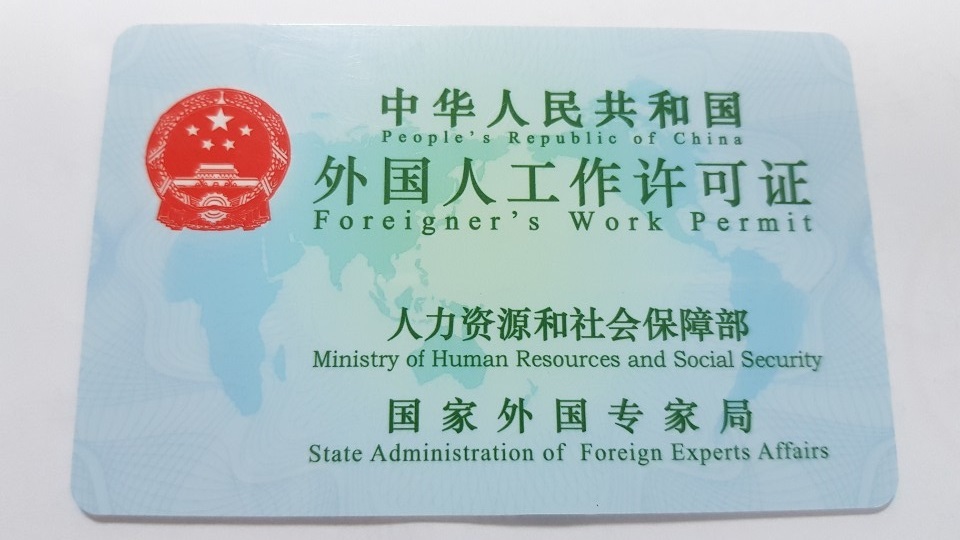 中华人民共和国
People's Republic of China
外国人工作许可证
Foreigner's Work Permit
人力资源和社会保障部
Ministry of Human Resources and Social Security
国家外国专家局
State Administration of Foreign Experts Affairs